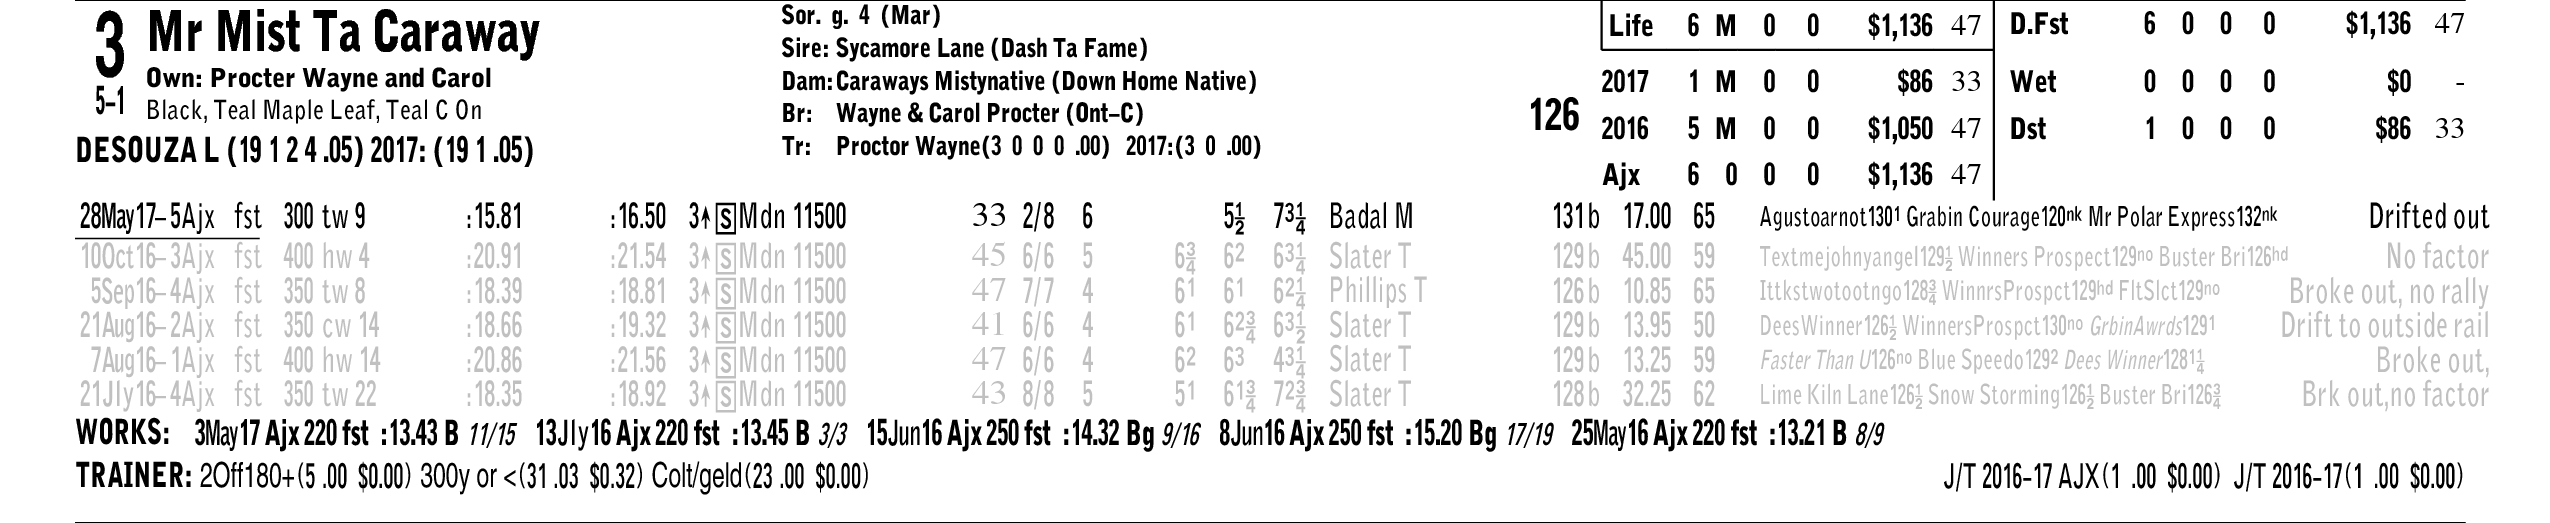 3 Mr Mist Ta Caraway
Own: Procter Wayne and Carol
5–1 Black, Teal Maple Leaf, Teal C On
DESOUZA L (19 1 2 4 .05) 2017: (19 1 .05)
Sor. g. 4 (Mar)
Sire: Sycamore Lane (Dash Ta Fame)
Dam: Caraways Mistynative (Down Home Native)
Br: Wayne & Carol Procter (Ont–C)
Tr: Proctor Wayne(3 0 0 0 .00) 2017:(3 0 .00)
126
Life 6 M 0 0 $1,136 47
2017 1 M 0 0 $86 33
2016 5 M 0 0 $1,050 47
Ajx 6 0 0 0 $1,136 47
D.Fst 6 0 0 0 $1,136 47
Wet 0 0 0 0 $0 -
Dst 1 0 0 0 $86 33
28May17–5Ajx fst 300 tw 9 :15.81 :16.50 3↑ S Mdn 11500 33 2/8 6 5½ 73¼ Badal M 131b 17.00 65 Agustoarnot130¹ Grabin Courage120ⁿᵏ Mr Polar Express132ⁿᵏ Drifted out
10Oct16–3Ajx fst 400 hw 4 :20.91 :21.54 3↑ S Mdn 11500 45 6/6 5 6¾ 6² 63¼ Slater T 129b 45.00 59 Textmejohnyangel129½ Winners Prospect129ⁿᵒ Buster Bri126ʰᵈ No factor
5Sep16–4Ajx fst 350 tw 8 :18.39 :18.81 3↑ S Mdn 11500 47 7/7 4 6¹ 6¹ 62¼ Phillips T 126b 10.85 65 Ittkstwotootngo128¾ WinnrsProspct129ʰᵈ FltSlct129ⁿᵒ Broke out, no rally
21Aug16–2Ajx fst 350 cw 14 :18.66 :19.32 3↑ S Mdn 11500 41 6/6 4 6¹ 62¾ 63½ Slater T 129b 13.95 50 DeesWinner126½ WinnersProspct130ⁿᵒ GrbinAwrds129¹ Drift to outside rail
7Aug16–1Ajx fst 400 hw 14 :20.86 :21.56 3↑ S Mdn 11500 47 6/6 4 6² 6³ 43¼ Slater T 129b 13.25 59 Faster Than U126ⁿᵒ Blue Speedo129² Dees Winner1281¼ Broke out,
21Jly16–4Ajx fst 350 tw 22 :18.35 :18.92 3↑ S Mdn 11500 43 8/8 5 5¹ 61¾ 72¾ Slater T 128b 32.25 62 Lime Kiln Lane126½ Snow Storming126½ Buster Bri126¾ Brk out,no factor
WORKS: 3May17 Ajx 220 fst :13.43 B 11/15 13Jly16 Ajx 220 fst :13.45 B 3/3 15Jun16 Ajx 250 fst :14.32 Bg 9/16 8Jun16 Ajx 250 fst :15.20 Bg 17/19 25May16 Ajx 220 fst :13.21 B 8/9
TRAINER: 2Off180+(5 .00 $0.00) 300y or <(31 .03 $0.32) Colt/geld(23 .00 $0.00) J/T 2016–17 AJX(1 .00 $0.00) J/T 2016–17(1 .00 $0.00)